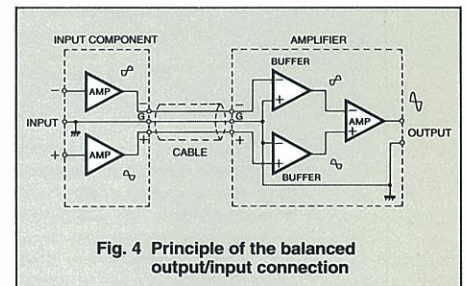 INPUT COMPONENT
AMPLIFIER
BUFFER
AMP
AMP
BUFFER
AMP
INPUT
G
G
CABLE
OUTPUT
Fig. 4 Principle of the balanced
output/input connection